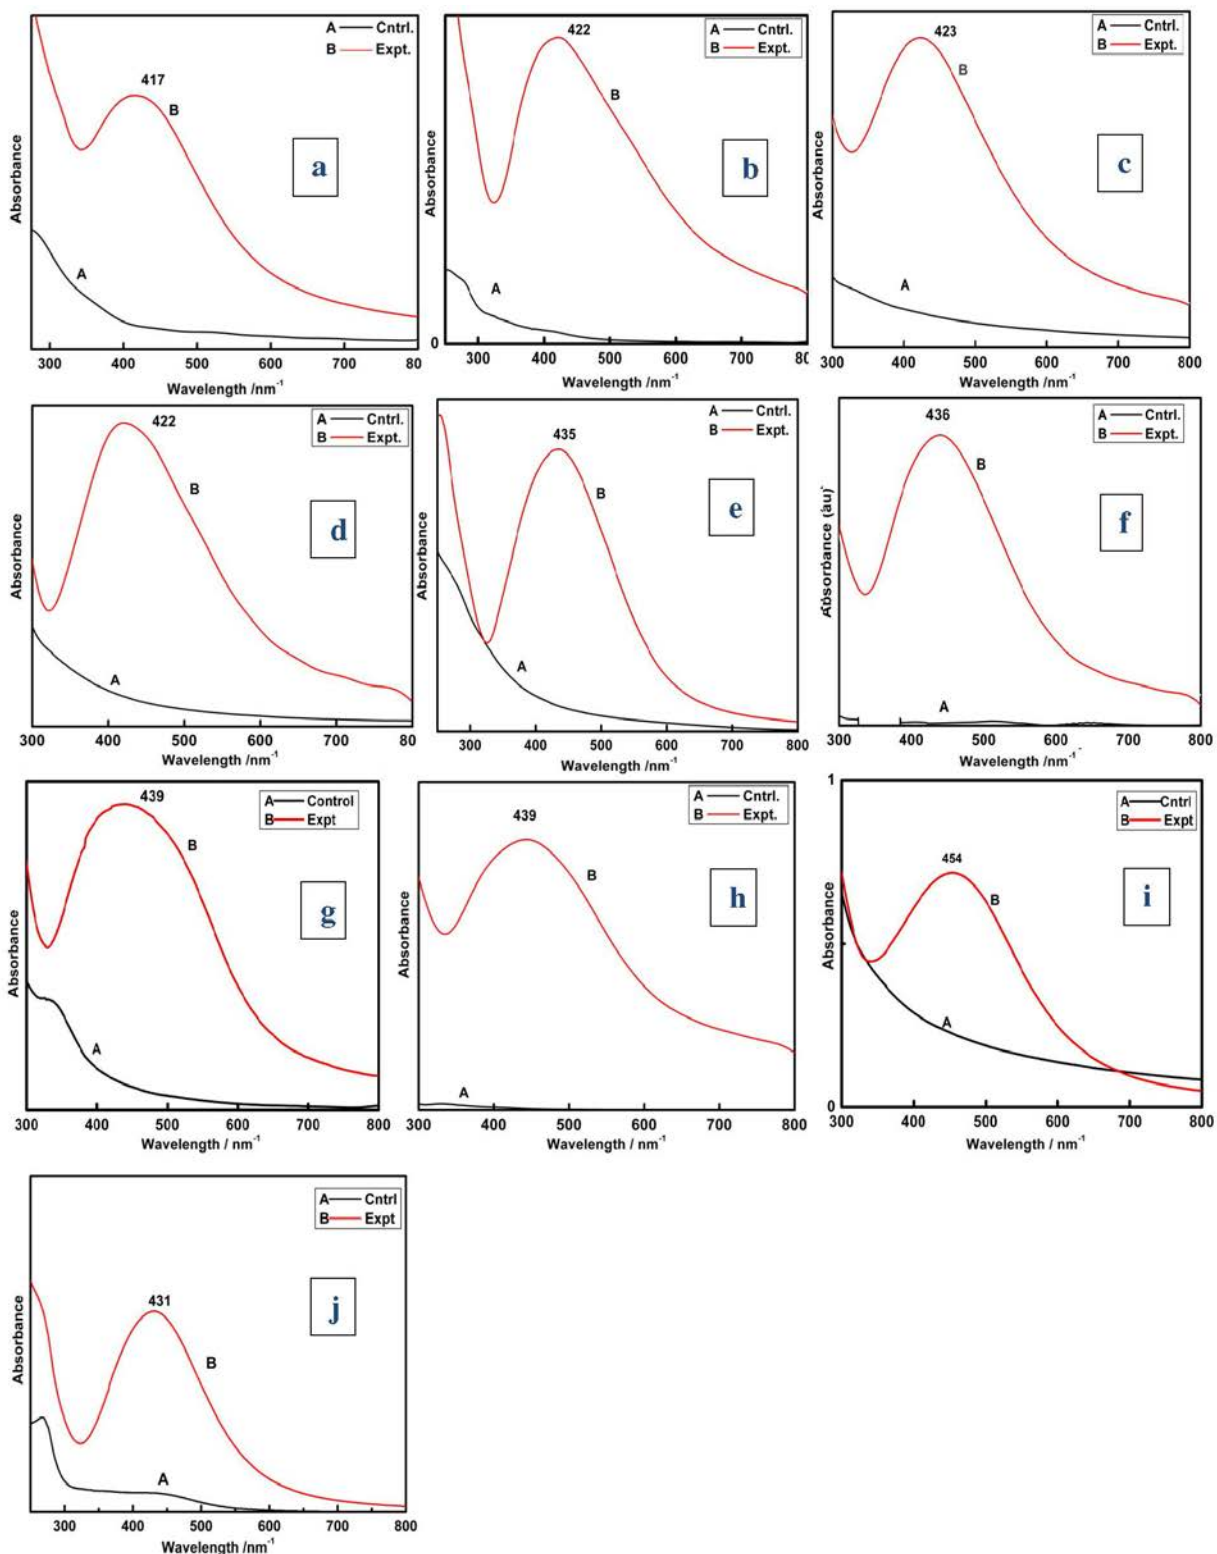 A Cntrl.
B Expt.
417
B
a
A
Absorbance
300 400 500 600 700 80
Wavelength /nm-1
A Cntrl.
B Expt.
422
B
b
A
Absorbance
0
300 400 500 600 700 80
Wavelength /nm-1
A Cntrl.
B Expt.
423
B
c
A
Absorbance
300 400 500 600 700 800
Wavelength /nm-1
A Cntrl.
B Expt.
422
B
d
A
Absorbance
300 400 500 600 700 80
Wavelength /nm-1
A Cntrl.
B Expt.
435
B
e
A
Absorbance
300 400 500 600 700 800
Wavelength /nm-1
A Cntrl.
B Expt.
436
B
f
A
Absorbance (au)
300 400 500 600 700 800
Wavelength /nm-1
A Control
B Expt
439
B
g
A
Absorbance
300 400 500 600 700 800
Wavelength / nm-1
A Cntrl.
B Expt.
439
B
h
A
Absorbance
300 400 500 600 700 800
Wavelength / nm-1
1
A Cntrl
B Expt
454
B
i
A
Absorbance
0
300 400 500 600 700 800
Wavelength / nm-1
A Cntrl
B Expt
431
B
j
A
Absorbance
300 400 500 600 700 800
Wavelength /nm-1